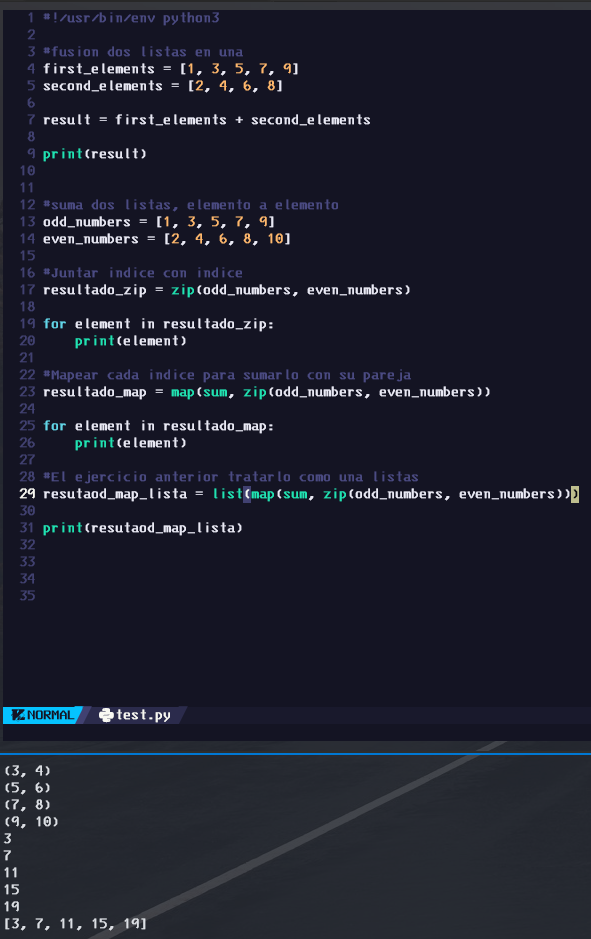 1 #!/usr/bin/env python3
2
3 #fusion dos listas en una
4 first_elements = [1, 3, 5, 7, 9]
5 second_elements = [2, 4, 6, 8]
6
7 result = first_elements + second_elements
8
9 print(result)
10
11
12 #suma dos listas, elemento a elemento
13 odd_numbers = [1, 3, 5, 7, 9]
14 even_numbers = [2, 4, 6, 8, 10]
15
16 #Juntar indice con indice
17 resultado_zip = zip(odd_numbers, even_numbers)
18
19 for element in resultado_zip:
20     print(element)
21
22 #Mapear cada indice para sumarlo con su pareja
23 resultado_map = map(sum, zip(odd_numbers, even_numbers))
24
25 for element in resultado_map:
26     print(element)
27
28 #El ejercicio anterior tratarlo como una listas
29 resutaod_map_lista = list(map(sum, zip(odd_numbers, even_numbers)))
30
31 print(resutaod_map_lista)
32
33
34
35
NORMAL test.py
(3, 4)
(5, 6)
(7, 8)
(9, 10)
3
7
11
15
19
[3, 7, 11, 15, 19]